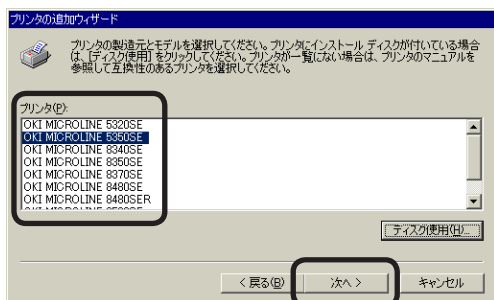 プリンタの追加ウィザード
プリンタの製造元とモデルを選択してください。プリンタにインストール ディスクが付いている場合
は、[ディスク使用] をクリックしてください。プリンタが一覧にない場合は、プリンタのマニュアルを
参照して互換性のあるプリンタを選択してください。
プリンタ(P):
OKI MICROLINE 5320SE
OKI MICROLINE 5350SE
OKI MICROLINE 8340SE
OKI MICROLINE 8350SE
OKI MICROLINE 8370SE
OKI MICROLINE 8480SE
OKI MICROLINE 8480SER
ディスク使用(H)...
< 戻る(B)
次へ >
キャンセル